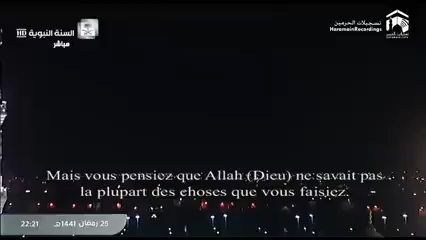 السنة النبوية HD
مباشر
تسجيلات الحرمين
HaramainRecordings
Mais vous pensiez que Allah (Dieu) ne savait pas
la plupart des choses que vous faisiez.
22:21 25 رمضان 1441هـ